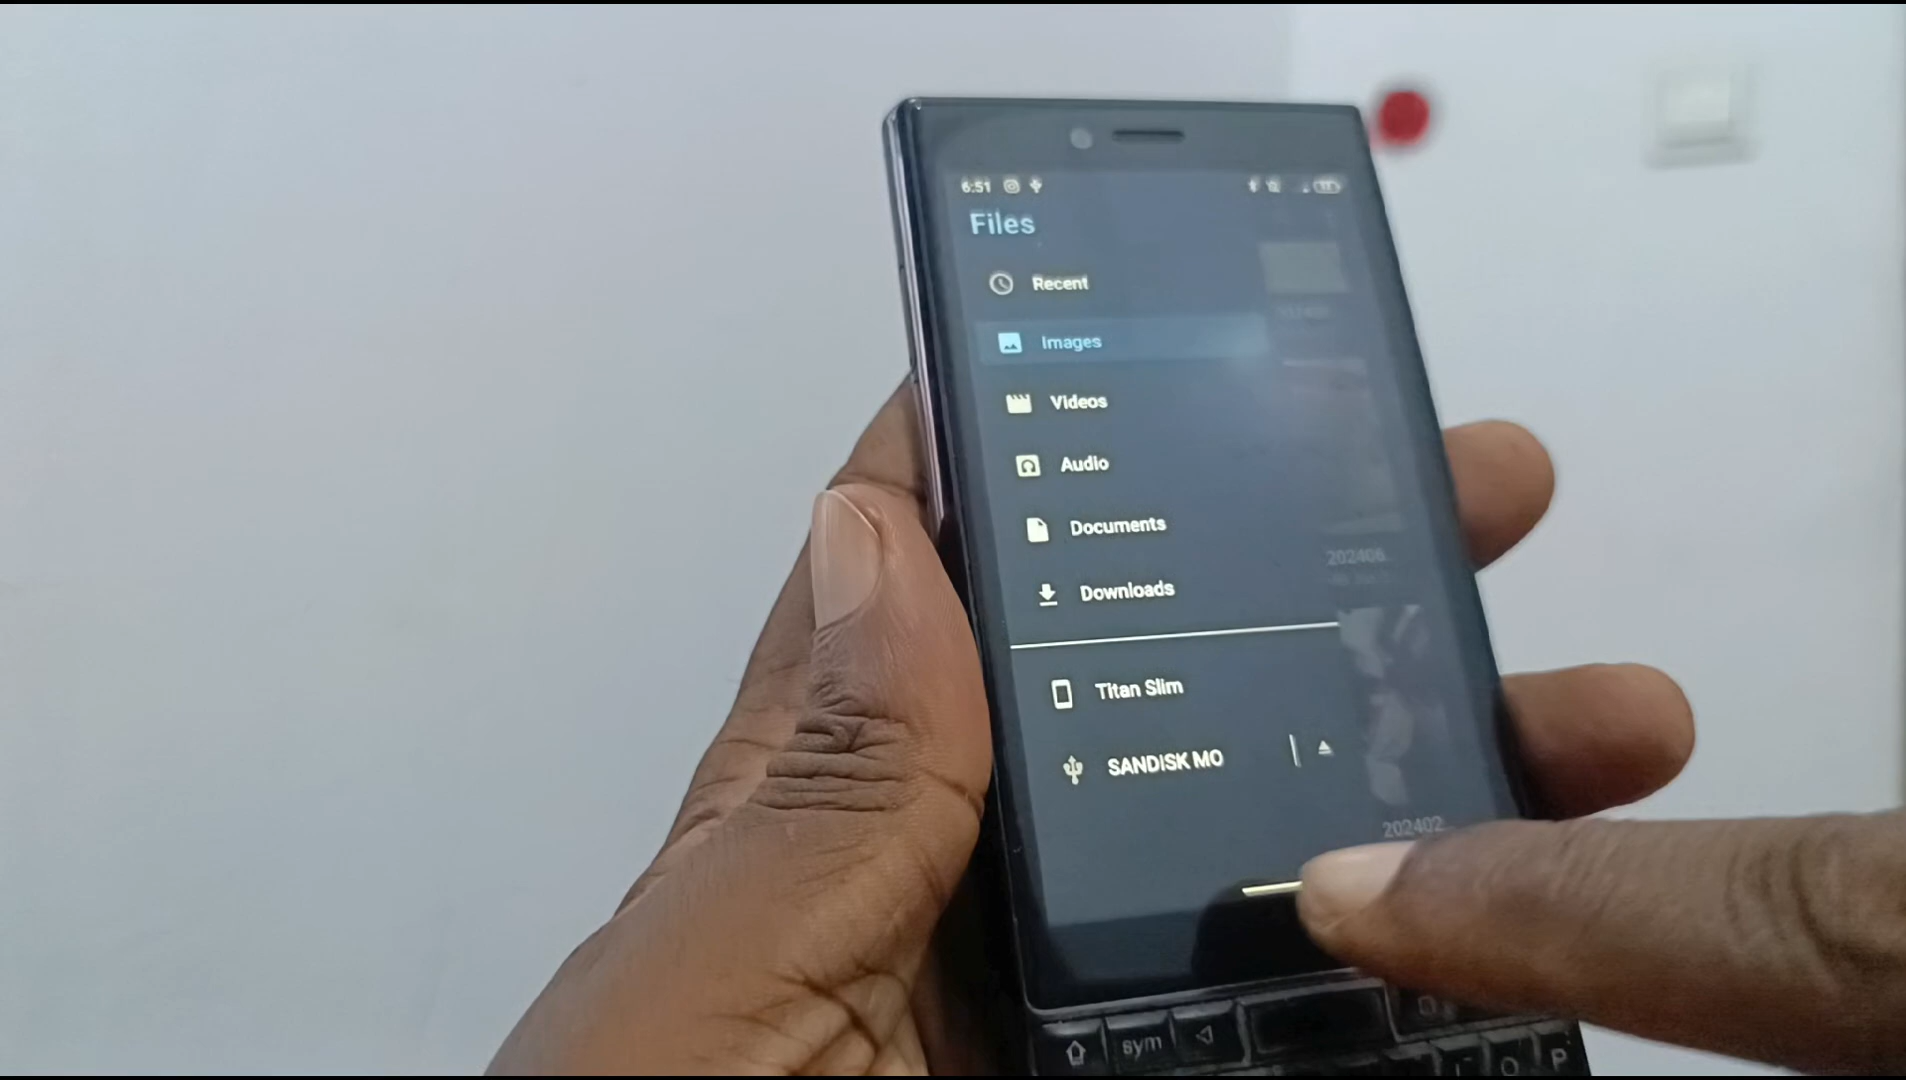 6:51
Files
Recent
Images
Videos
Audio
Documents
202406..
Downloads
Titan Slim
SANDISK MO
202402..
sym
O
P